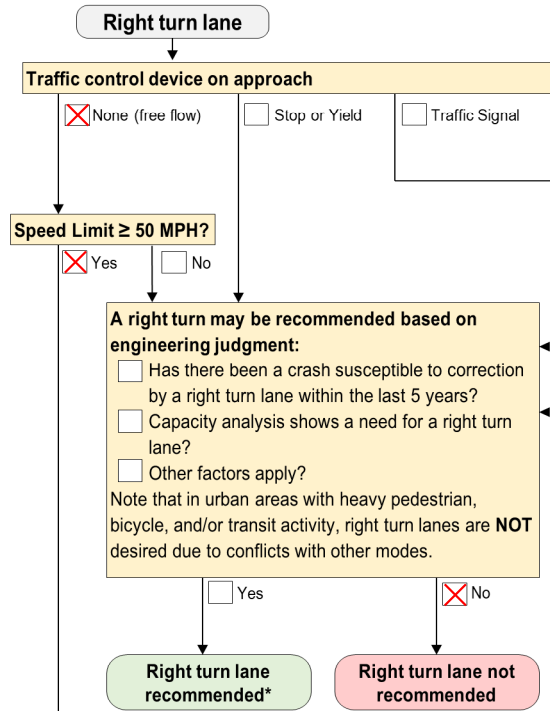 Right turn lane
Traffic control device on approach
None (free flow)
Stop or Yield
Traffic Signal
Speed Limit ≥ 50 MPH?
Yes
No
A right turn may be recommended based on
engineering judgment:
Has there been a crash susceptible to correction
by a right turn lane within the last 5 years?
Capacity analysis shows a need for a right turn
lane?
Other factors apply?
Note that in urban areas with heavy pedestrian,
bicycle, and/or transit activity, right turn lanes are NOT
desired due to conflicts with other modes.
Yes
No
Right turn lane
recommended*
Right turn lane not
recommended